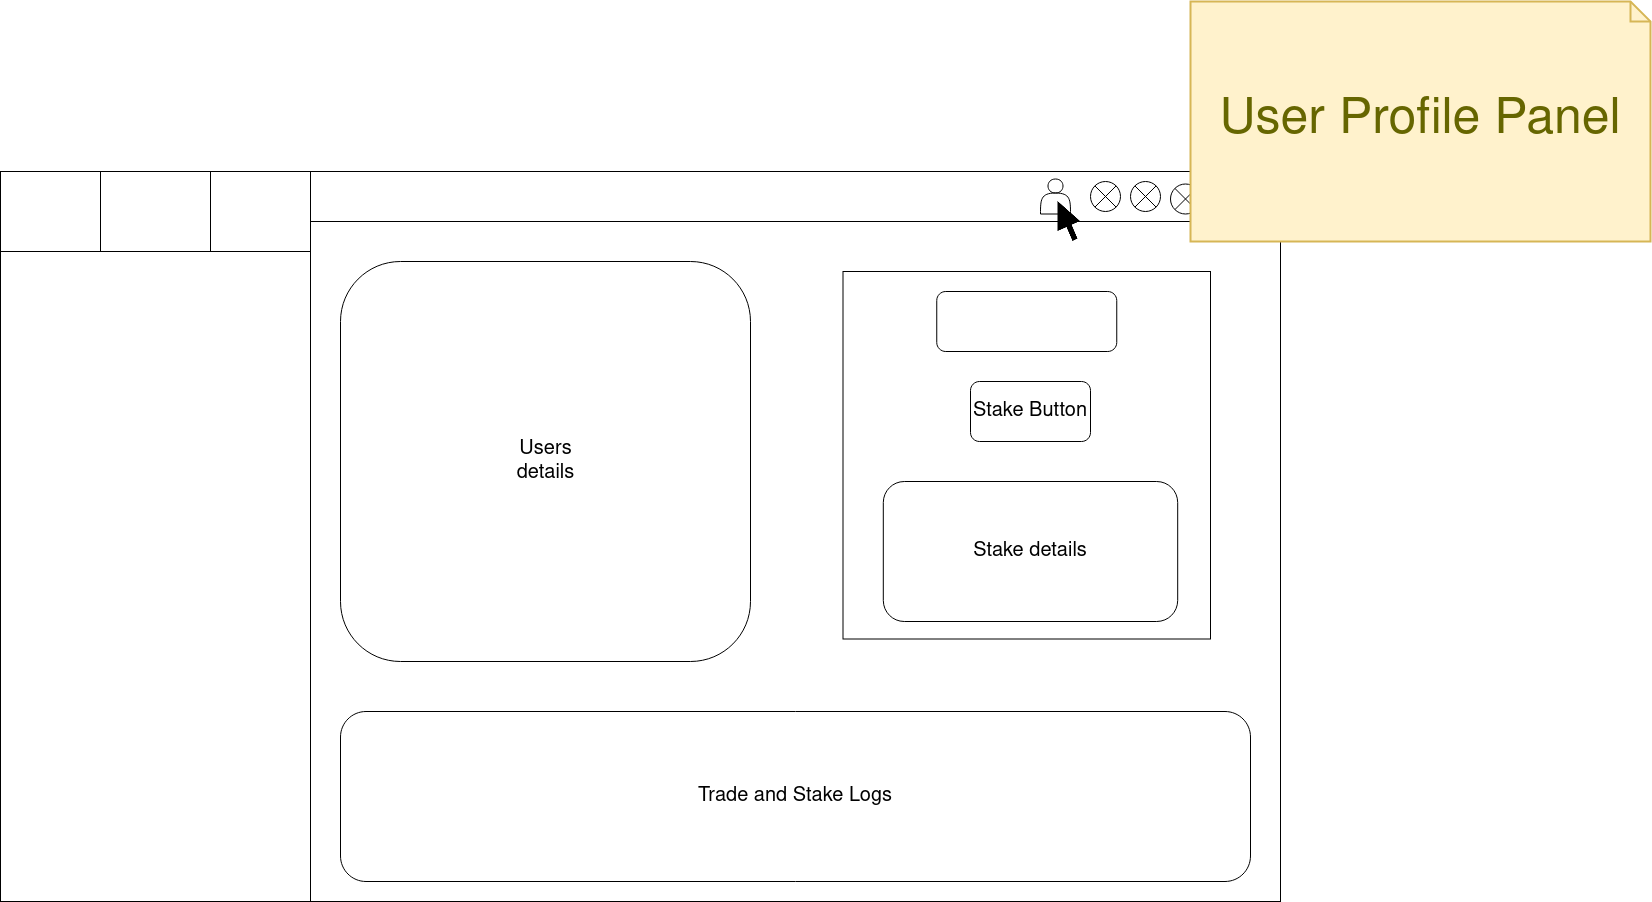 User Profile Panel
Users
details
Stake Button
Stake details
Trade and Stake Logs